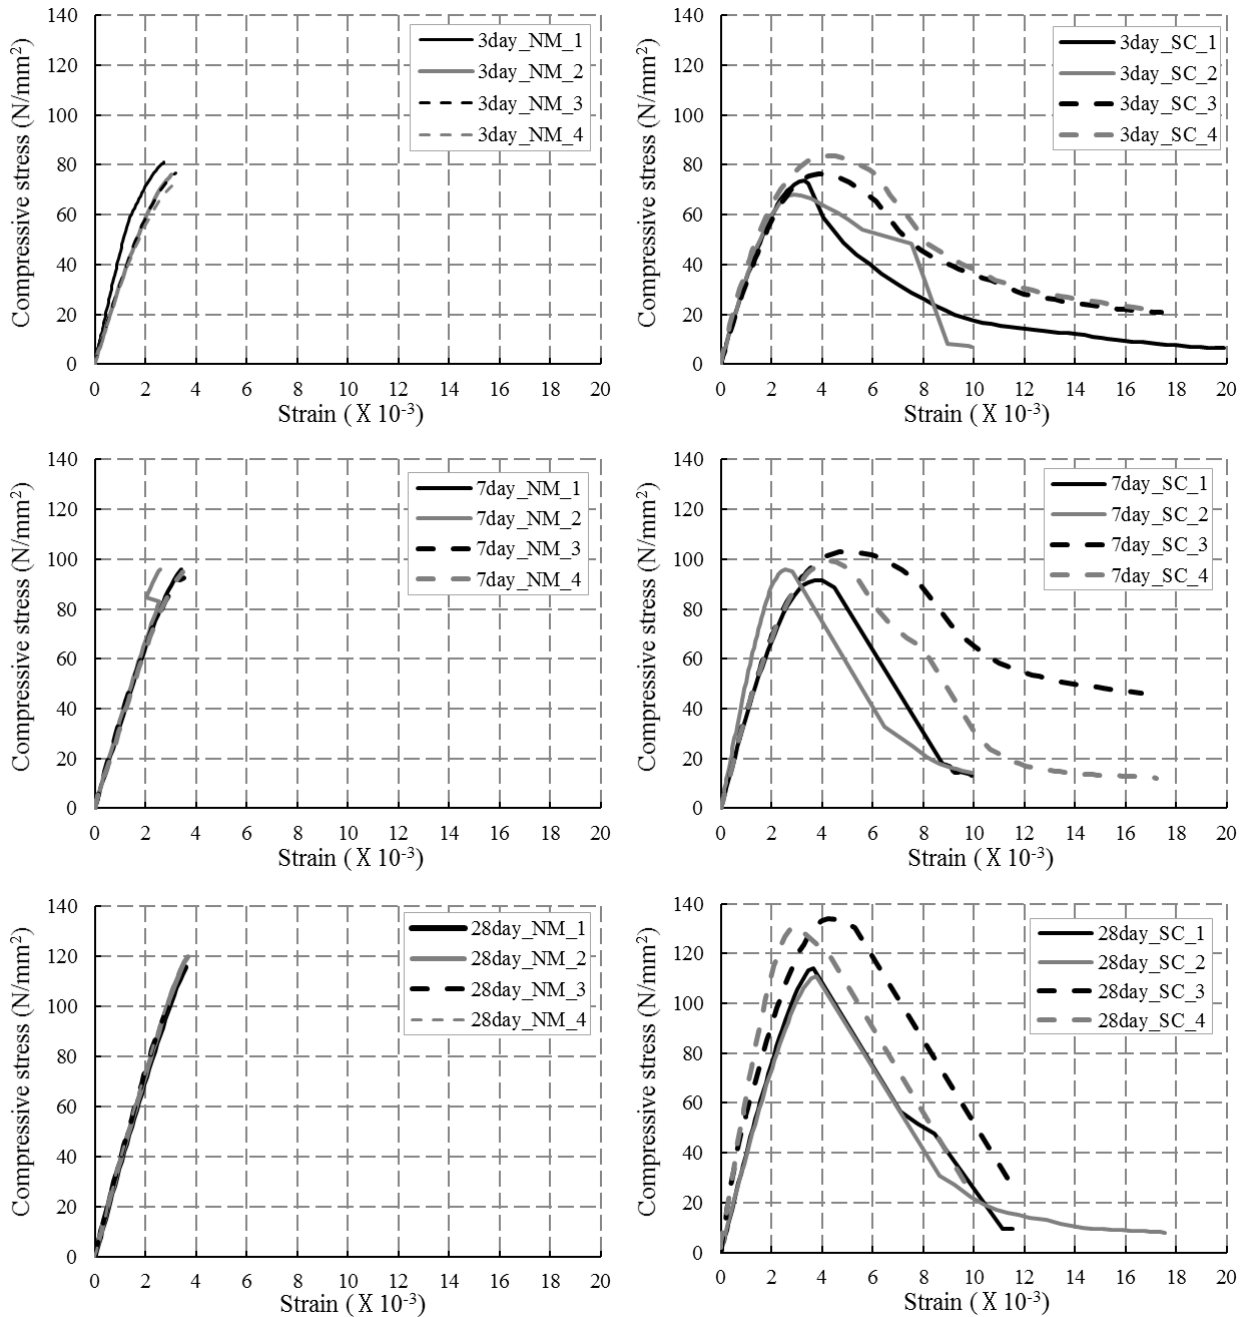 Compressive stress (N/mm²)
140
120
100
80
60
40
20
0
0 2 4 6 8 10 12 14 16 18 20
Strain ( X 10⁻³)
3day_NM_1
3day_NM_2
3day_NM_3
3day_NM_4
Compressive stress (N/mm²)
140
120
100
80
60
40
20
0
0 2 4 6 8 10 12 14 16 18 20
Strain ( X 10⁻³)
3day_SC_1
3day_SC_2
3day_SC_3
3day_SC_4
Compressive stress (N/mm²)
140
120
100
80
60
40
20
0
0 2 4 6 8 10 12 14 16 18 20
Strain ( X 10⁻³)
7day_NM_1
7day_NM_2
7day_NM_3
7day_NM_4
Compressive stress (N/mm²)
140
120
100
80
60
40
20
0
0 2 4 6 8 10 12 14 16 18 20
Strain ( X 10⁻³)
7day_SC_1
7day_SC_2
7day_SC_3
7day_SC_4
Compressive stress (N/mm²)
140
120
100
80
60
40
20
0
0 2 4 6 8 10 12 14 16 18 20
Strain ( X 10⁻³)
28day_NM_1
28day_NM_2
28day_NM_3
28day_NM_4
Compressive stress (N/mm²)
140
120
100
80
60
40
20
0
0 2 4 6 8 10 12 14 16 18 20
Strain ( X 10⁻³)
28day_SC_1
28day_SC_2
28day_SC_3
28day_SC_4